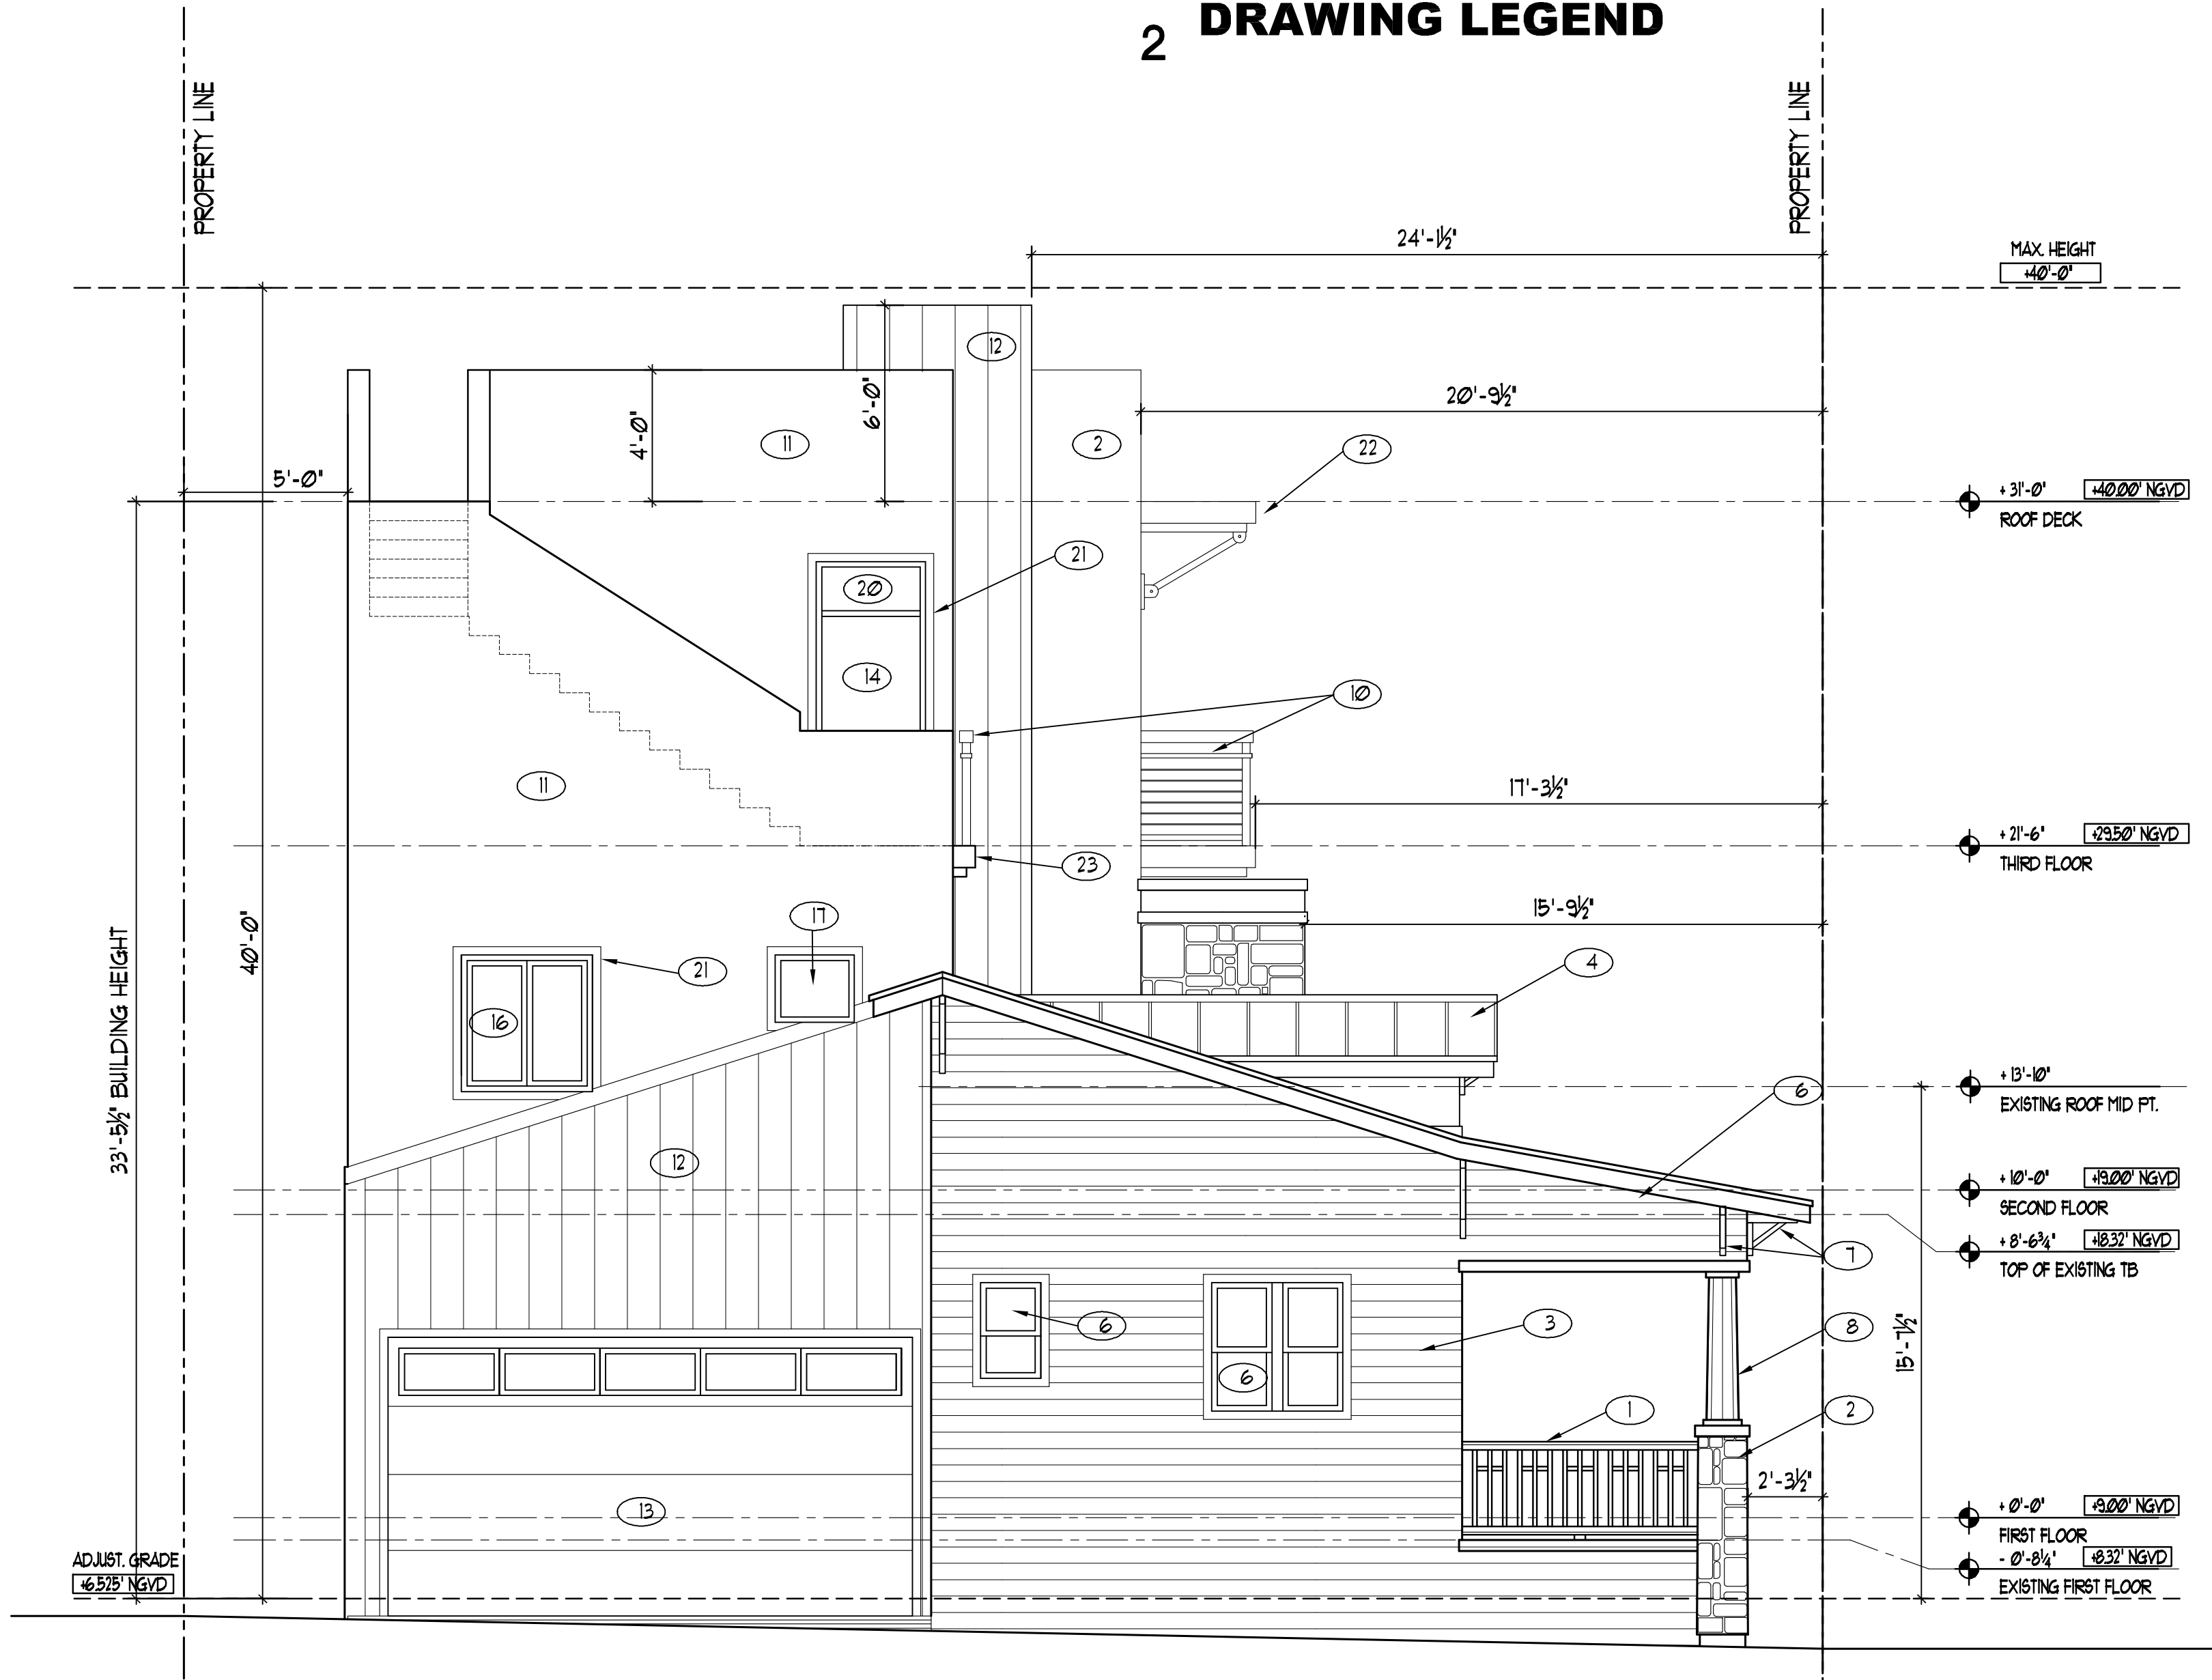 DRAWING LEGEND
2
PROPERTY LINE
PROPERTY LINE
24'-1½"
MAX. HEIGHT
+40'-0"
12
6'-0"
4'-0"
11
2
20'-9½"
22
5'-0"
+ 31'-0"
+40.00' NGVD
ROOF DECK
21
20
14
10
11
17'-3½"
+ 21'-6"
+29.50' NGVD
THIRD FLOOR
23
17
15'-9½"
40'-0"
33'-5½" BUILDING HEIGHT
21
4
16
+ 13'-10"
EXISTING ROOF MID PT.
6
12
+ 10'-0"
+19.00' NGVD
SECOND FLOOR
+ 8'-6¾"
+18.32' NGVD
TOP OF EXISTING TB
7
6
3
8
15'-7½"
6
1
2
2'-3½"
13
+ 0'-0"
+9.00' NGVD
FIRST FLOOR
- 0'-8¼"
+8.32' NGVD
EXISTING FIRST FLOOR
ADJUST. GRADE
+6.525' NGVD